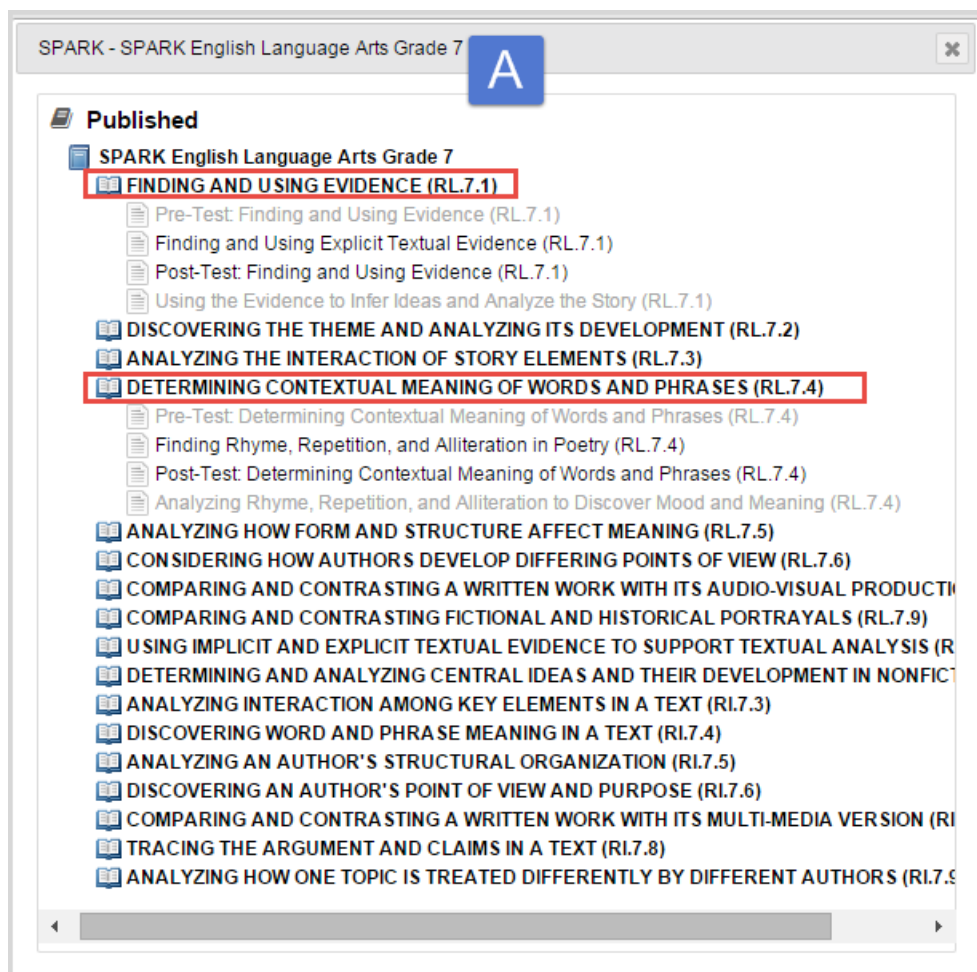 SPARK - SPARK English Language Arts Grade 7
A
Published
SPARK English Language Arts Grade 7
FINDING AND USING EVIDENCE (RL.7.1)
Pre-Test: Finding and Using Evidence (RL.7.1)
Finding and Using Explicit Textual Evidence (RL.7.1)
Post-Test: Finding and Using Evidence (RL.7.1)
Using the Evidence to Infer Ideas and Analyze the Story (RL.7.1)
DISCOVERING THE THEME AND ANALYZING ITS DEVELOPMENT (RL.7.2)
ANALYZING THE INTERACTION OF STORY ELEMENTS (RL.7.3)
DETERMINING CONTEXTUAL MEANING OF WORDS AND PHRASES (RL.7.4)
Pre-Test: Determining Contextual Meaning of Words and Phrases (RL.7.4)
Finding Rhyme, Repetition, and Alliteration in Poetry (RL.7.4)
Post-Test: Determining Contextual Meaning of Words and Phrases (RL.7.4)
Analyzing Rhyme, Repetition, and Alliteration to Discover Mood and Meaning (RL.7.4)
ANALYZING HOW FORM AND STRUCTURE AFFECT MEANING (RL.7.5)
CONSIDERING HOW AUTHORS DEVELOP DIFFERING POINTS OF VIEW (RL.7.6)
COMPARING AND CONTRASTING A WRITTEN WORK WITH ITS AUDIO-VISUAL PRODUCTI
COMPARING AND CONTRASTING FICTIONAL AND HISTORICAL PORTRAYALS (RL.7.9)
USING IMPLICIT AND EXPLICIT TEXTUAL EVIDENCE TO SUPPORT TEXTUAL ANALYSIS (R
DETERMINING AND ANALYZING CENTRAL IDEAS AND THEIR DEVELOPMENT IN NONFICT
ANALYZING INTERACTION AMONG KEY ELEMENTS IN A TEXT (RI.7.3)
DISCOVERING WORD AND PHRASE MEANING IN A TEXT (RI.7.4)
ANALYZING AN AUTHOR'S STRUCTURAL ORGANIZATION (RI.7.5)
DISCOVERING AN AUTHOR'S POINT OF VIEW AND PURPOSE (RI.7.6)
COMPARING AND CONTRASTING A WRITTEN WORK WITH ITS MULTI-MEDIA VERSION (RI
TRACING THE ARGUMENT AND CLAIMS IN A TEXT (RI.7.8)
ANALYZING HOW ONE TOPIC IS TREATED DIFFERENTLY BY DIFFERENT AUTHORS (RI.7.9